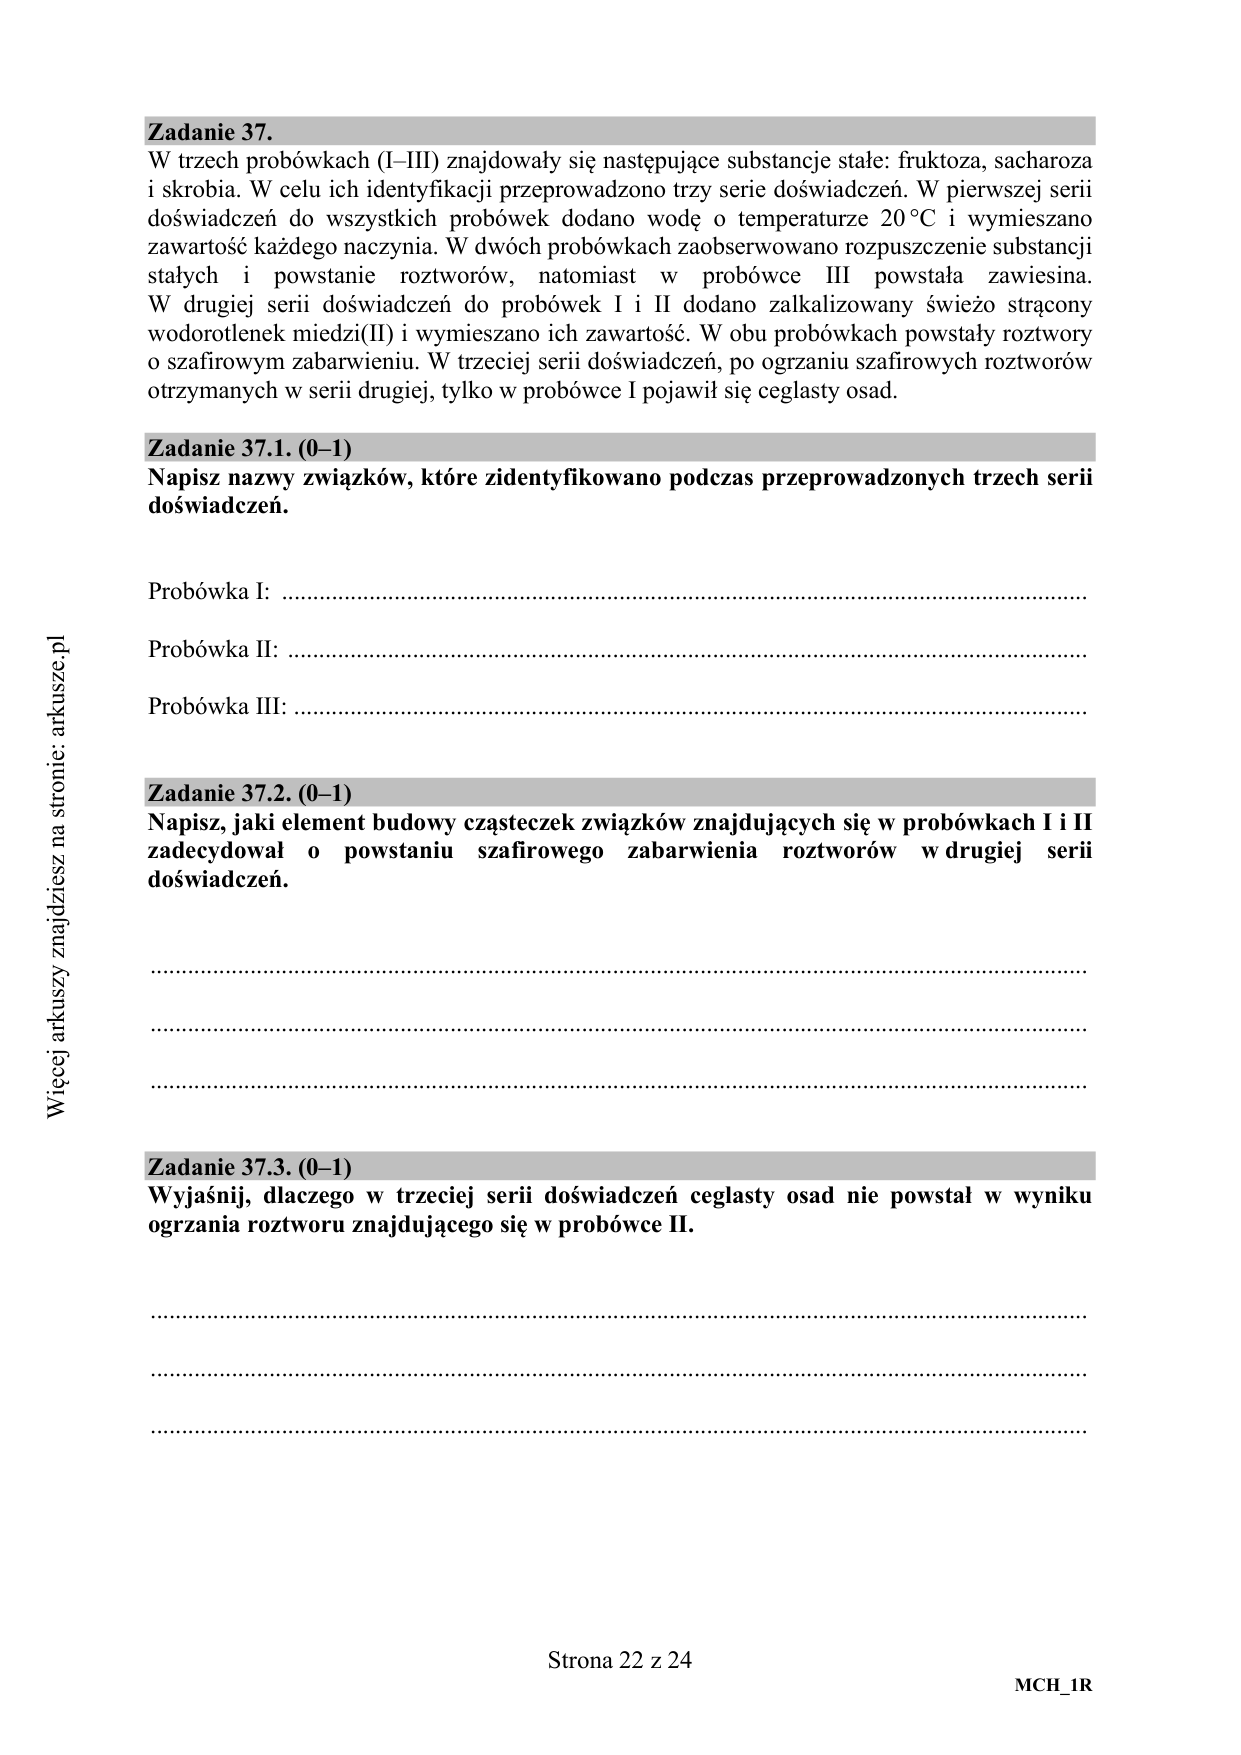 Zadanie 37.
W trzech probówkach (I–III) znajdowały się następujące substancje stałe: fruktoza, sacharoza
i skrobia. W celu ich identyfikacji przeprowadzono trzy serie doświadczeń. W pierwszej serii
doświadczeń do wszystkich probówek dodano wodę o temperaturze 20 °C i wymieszano
zawartość każdego naczynia. W dwóch probówkach zaobserwowano rozpuszczenie substancji
stałych i powstanie roztworów, natomiast w probówce III powstała zawiesina.
W drugiej serii doświadczeń do probówek I i II dodano zalkalizowany świeżo strącony
wodorotlenek miedzi(II) i wymieszano ich zawartość. W obu probówkach powstały roztwory
o szafirowym zabarwieniu. W trzeciej serii doświadczeń, po ogrzaniu szafirowych roztworów
otrzymanych w serii drugiej, tylko w probówce I pojawił się ceglasty osad.
Zadanie 37.1. (0–1)
Napisz nazwy związków, które zidentyfikowano podczas przeprowadzonych trzech serii
doświadczeń.
Probówka I: ................................................................................................................................
Probówka II: ...............................................................................................................................
Probówka III: ..............................................................................................................................
Zadanie 37.2. (0–1)
Napisz, jaki element budowy cząsteczek związków znajdujących się w probówkach I i II
zadecydował o powstaniu szafirowego zabarwienia roztworów w drugiej serii
doświadczeń.
......................................................................................................................................................
......................................................................................................................................................
......................................................................................................................................................
Zadanie 37.3. (0–1)
Wyjaśnij, dlaczego w trzeciej serii doświadczeń ceglasty osad nie powstał w wyniku
ogrzania roztworu znajdującego się w probówce II.
......................................................................................................................................................
......................................................................................................................................................
......................................................................................................................................................
Strona 22 z 24
MCH_1R
Więcej arkuszy znajdziesz na stronie: arkusze.pl